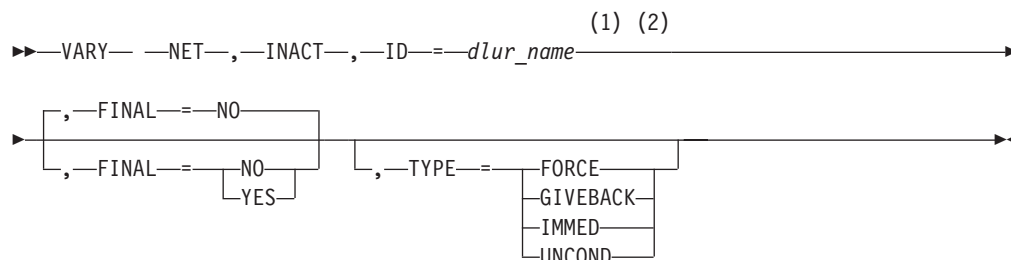 (1) (2)
VARY NET , INACT , ID = dlur_name
, FINAL = NO
, FINAL = NO , TYPE = FORCE
YES GIVEBACK
IMMED
UNCOND